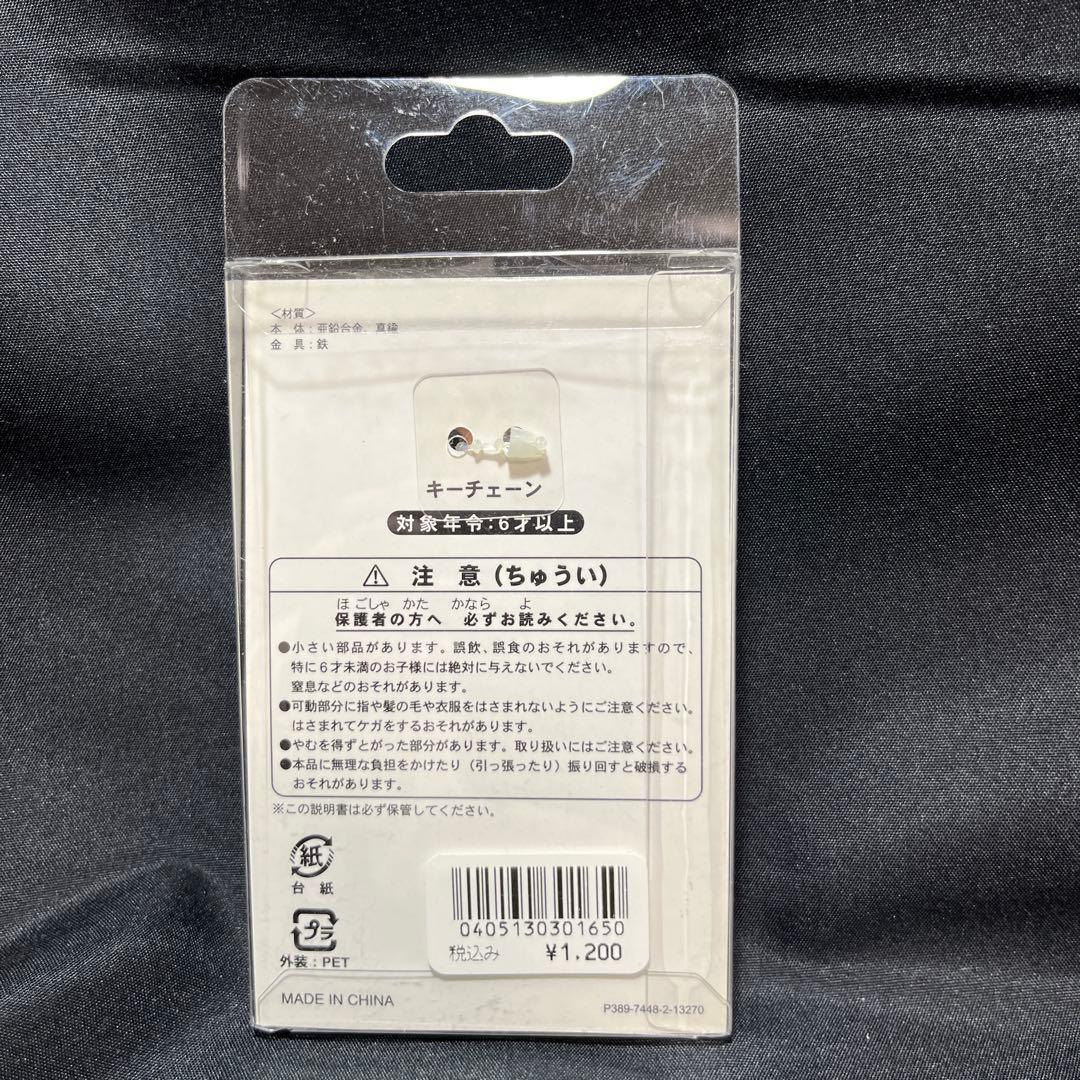 ＜材質＞
本　体：亜鉛合金、真鍮
金　具：鉄
キーチェーン
対象年令：6才以上
⚠ 注　意（ちゅうい）
ほごしゃ　かた　かなら　よ
保護者の方へ　必ずお読みください。
●小さい部品があります。誤飲、誤食のおそれがありますので、
特に6才未満のお子様には絶対に与えないでください。
窒息などのおそれがあります。
●可動部分に指や髪の毛や衣服をはさまれないようにご注意ください。
はさまれてケガをするおそれがあります。
●やむを得ずとがった部分があります。取り扱いにはご注意ください。
●本品に無理な負担をかけたり（引っ張ったり）振り回すと破損する
おそれがあります。
※この説明書は必ず保管してください。
紙
台　紙
プラ
外装：PET
0405130301650
税込み　¥1,200
MADE IN CHINA
P389-7448-2-13270